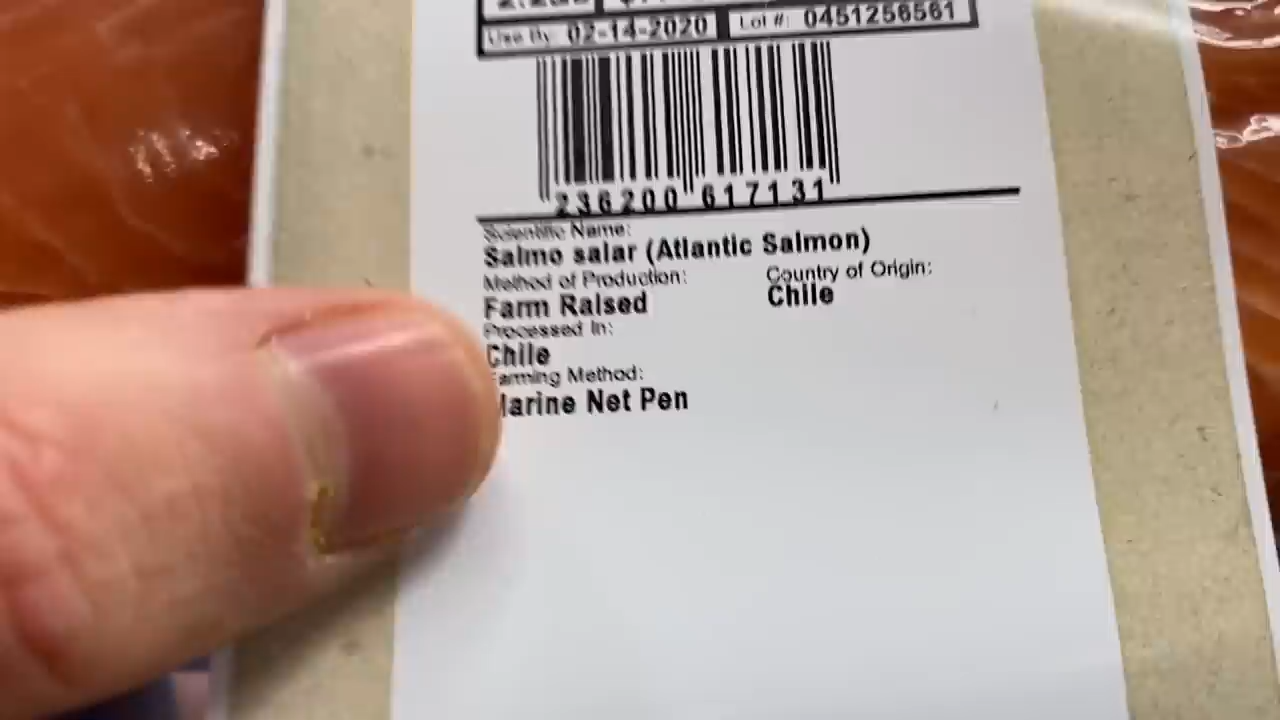 Use By: 02-14-2020 Lot #: 0451256561
236200 617131
Scientific Name:
Salmo salar (Atlantic Salmon)
Method of Production: Country of Origin:
Farm Raised Chile
Processed In:
Chile
Farming Method:
Marine Net Pen